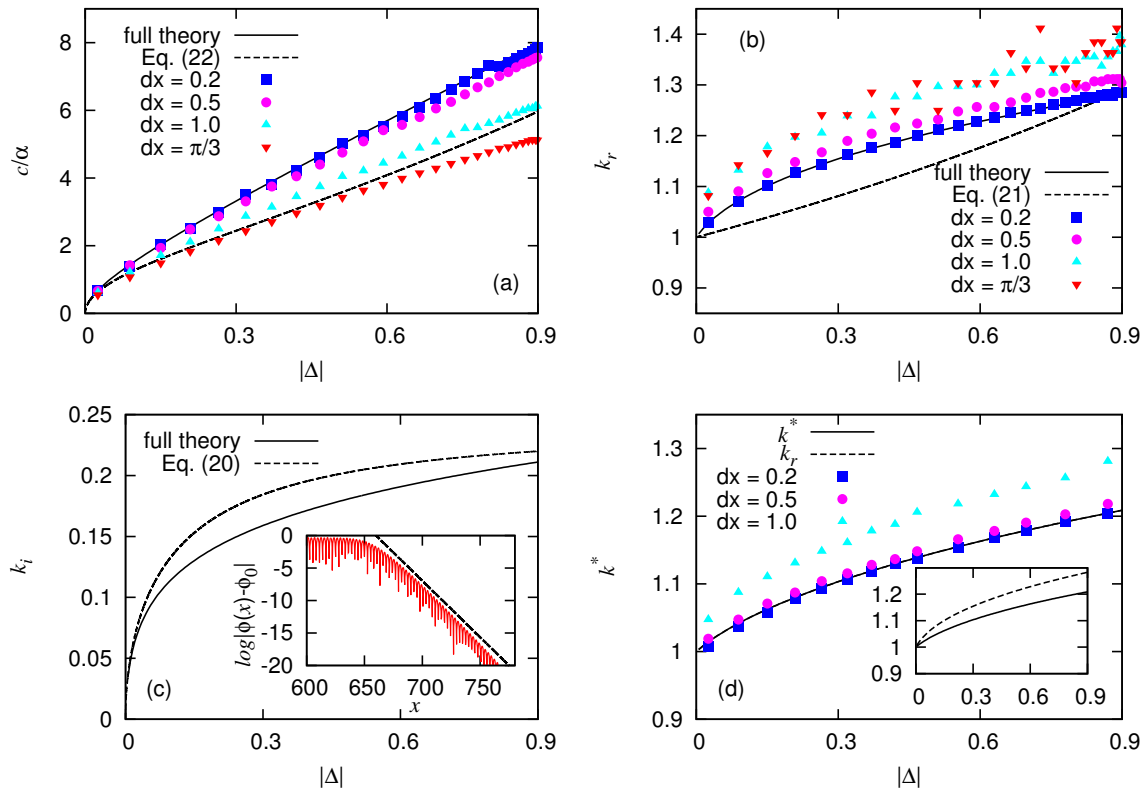 full theory
Eq. (22)
dx = 0.2
dx = 0.5
dx = 1.0
dx = π/3
(a)
c/α
8
6
4
2
0
0 0.3 0.6 0.9
|Δ|
(b)
full theory
Eq. (21)
dx = 0.2
dx = 0.5
dx = 1.0
dx = π/3
k_r
1.4
1.3
1.2
1.1
1
0.9
0 0.3 0.6 0.9
|Δ|
full theory
Eq. (20)
(c)
k_i
0.25
0.2
0.15
0.1
0.05
0
0 0.3 0.6 0.9
|Δ|
log|ϕ(x)-ϕ_0|
0
-5
-10
-15
-20
600 650 700 750
x
k^*
k_r
dx = 0.2
dx = 0.5
dx = 1.0
(d)
k^*
1.3
1.2
1.1
1
0.9
0 0.3 0.6 0.9
|Δ|
1.2
1.1
1
0.9
0 0.3 0.6 0.9